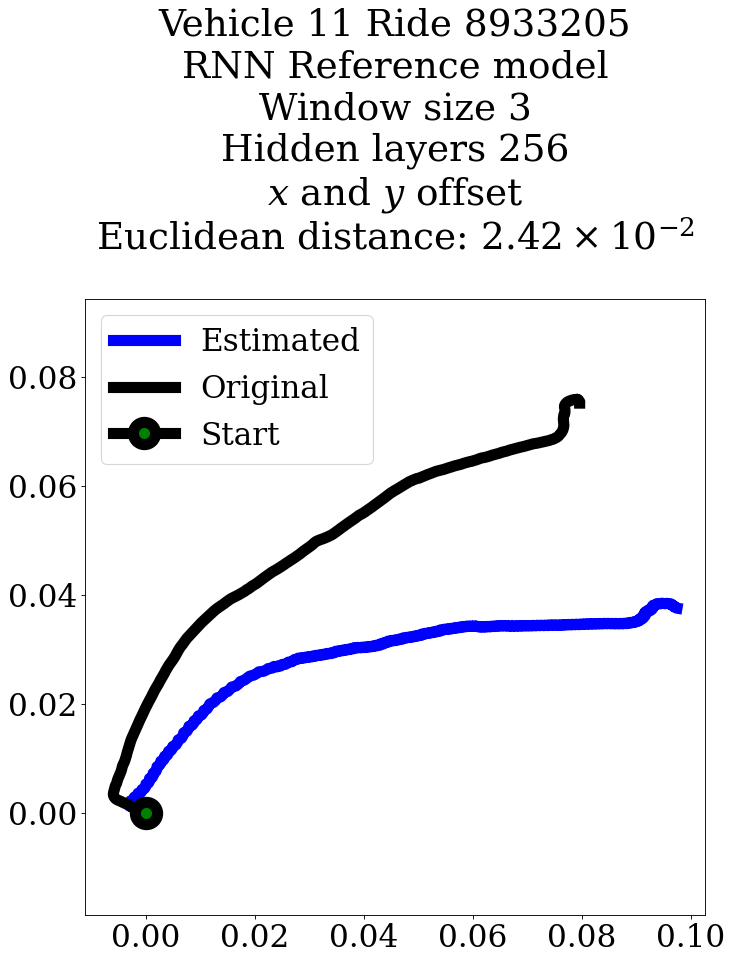 Vehicle 11 Ride 8933205
RNN Reference model
Window size 3
Hidden layers 256
x and y offset
Euclidean distance: 2.42 × 10⁻²
Estimated
Original
Start
0.08
0.06
0.04
0.02
0.00
0.00 0.02 0.04 0.06 0.08 0.10